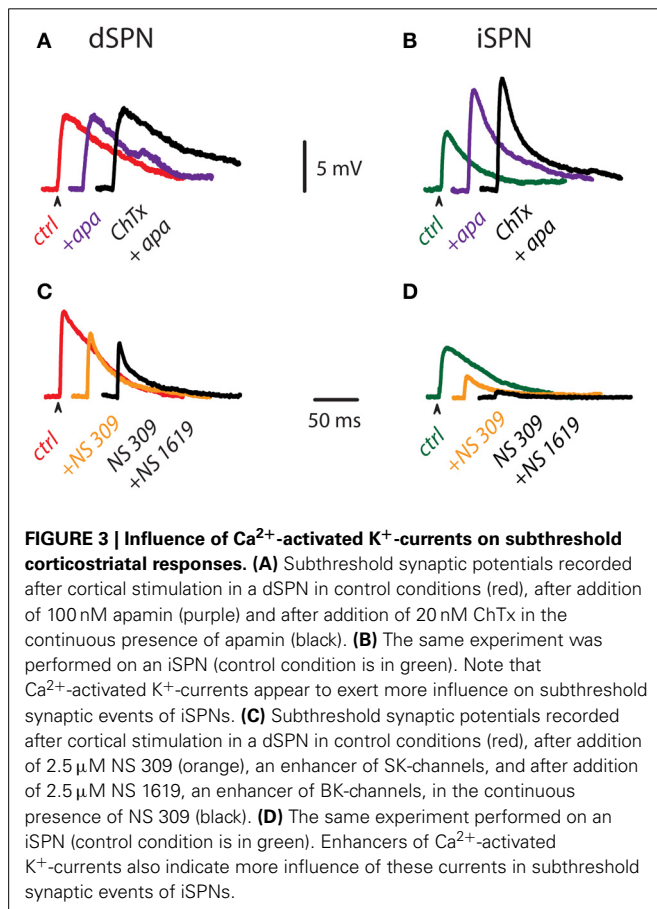 A dSPN
B iSPN
5 mV
ctrl
+apa
ChTx
+ apa
ctrl
+apa
ChTx
+ apa
C
D
50 ms
ctrl
+NS 309
NS 309
+NS 1619
ctrl
+NS 309
NS 309
+NS 1619
FIGURE 3 | Influence of Ca²⁺-activated K⁺-currents on subthreshold
corticostriatal responses. (A) Subthreshold synaptic potentials recorded
after cortical stimulation in a dSPN in control conditions (red), after addition
of 100 nM apamin (purple) and after addition of 20 nM ChTx in the
continuous presence of apamin (black). (B) The same experiment was
performed on an iSPN (control condition is in green). Note that
Ca²⁺-activated K⁺-currents appear to exert more influence on subthreshold
synaptic events of iSPNs. (C) Subthreshold synaptic potentials recorded
after cortical stimulation in a dSPN in control conditions (red), after addition
of 2.5 μM NS 309 (orange), an enhancer of SK-channels, and after addition
of 2.5 μM NS 1619, an enhancer of BK-channels, in the continuous
presence of NS 309 (black). (D) The same experiment performed on an
iSPN (control condition is in green). Enhancers of Ca²⁺-activated
K⁺-currents also indicate more influence of these currents in subthreshold
synaptic events of iSPNs.